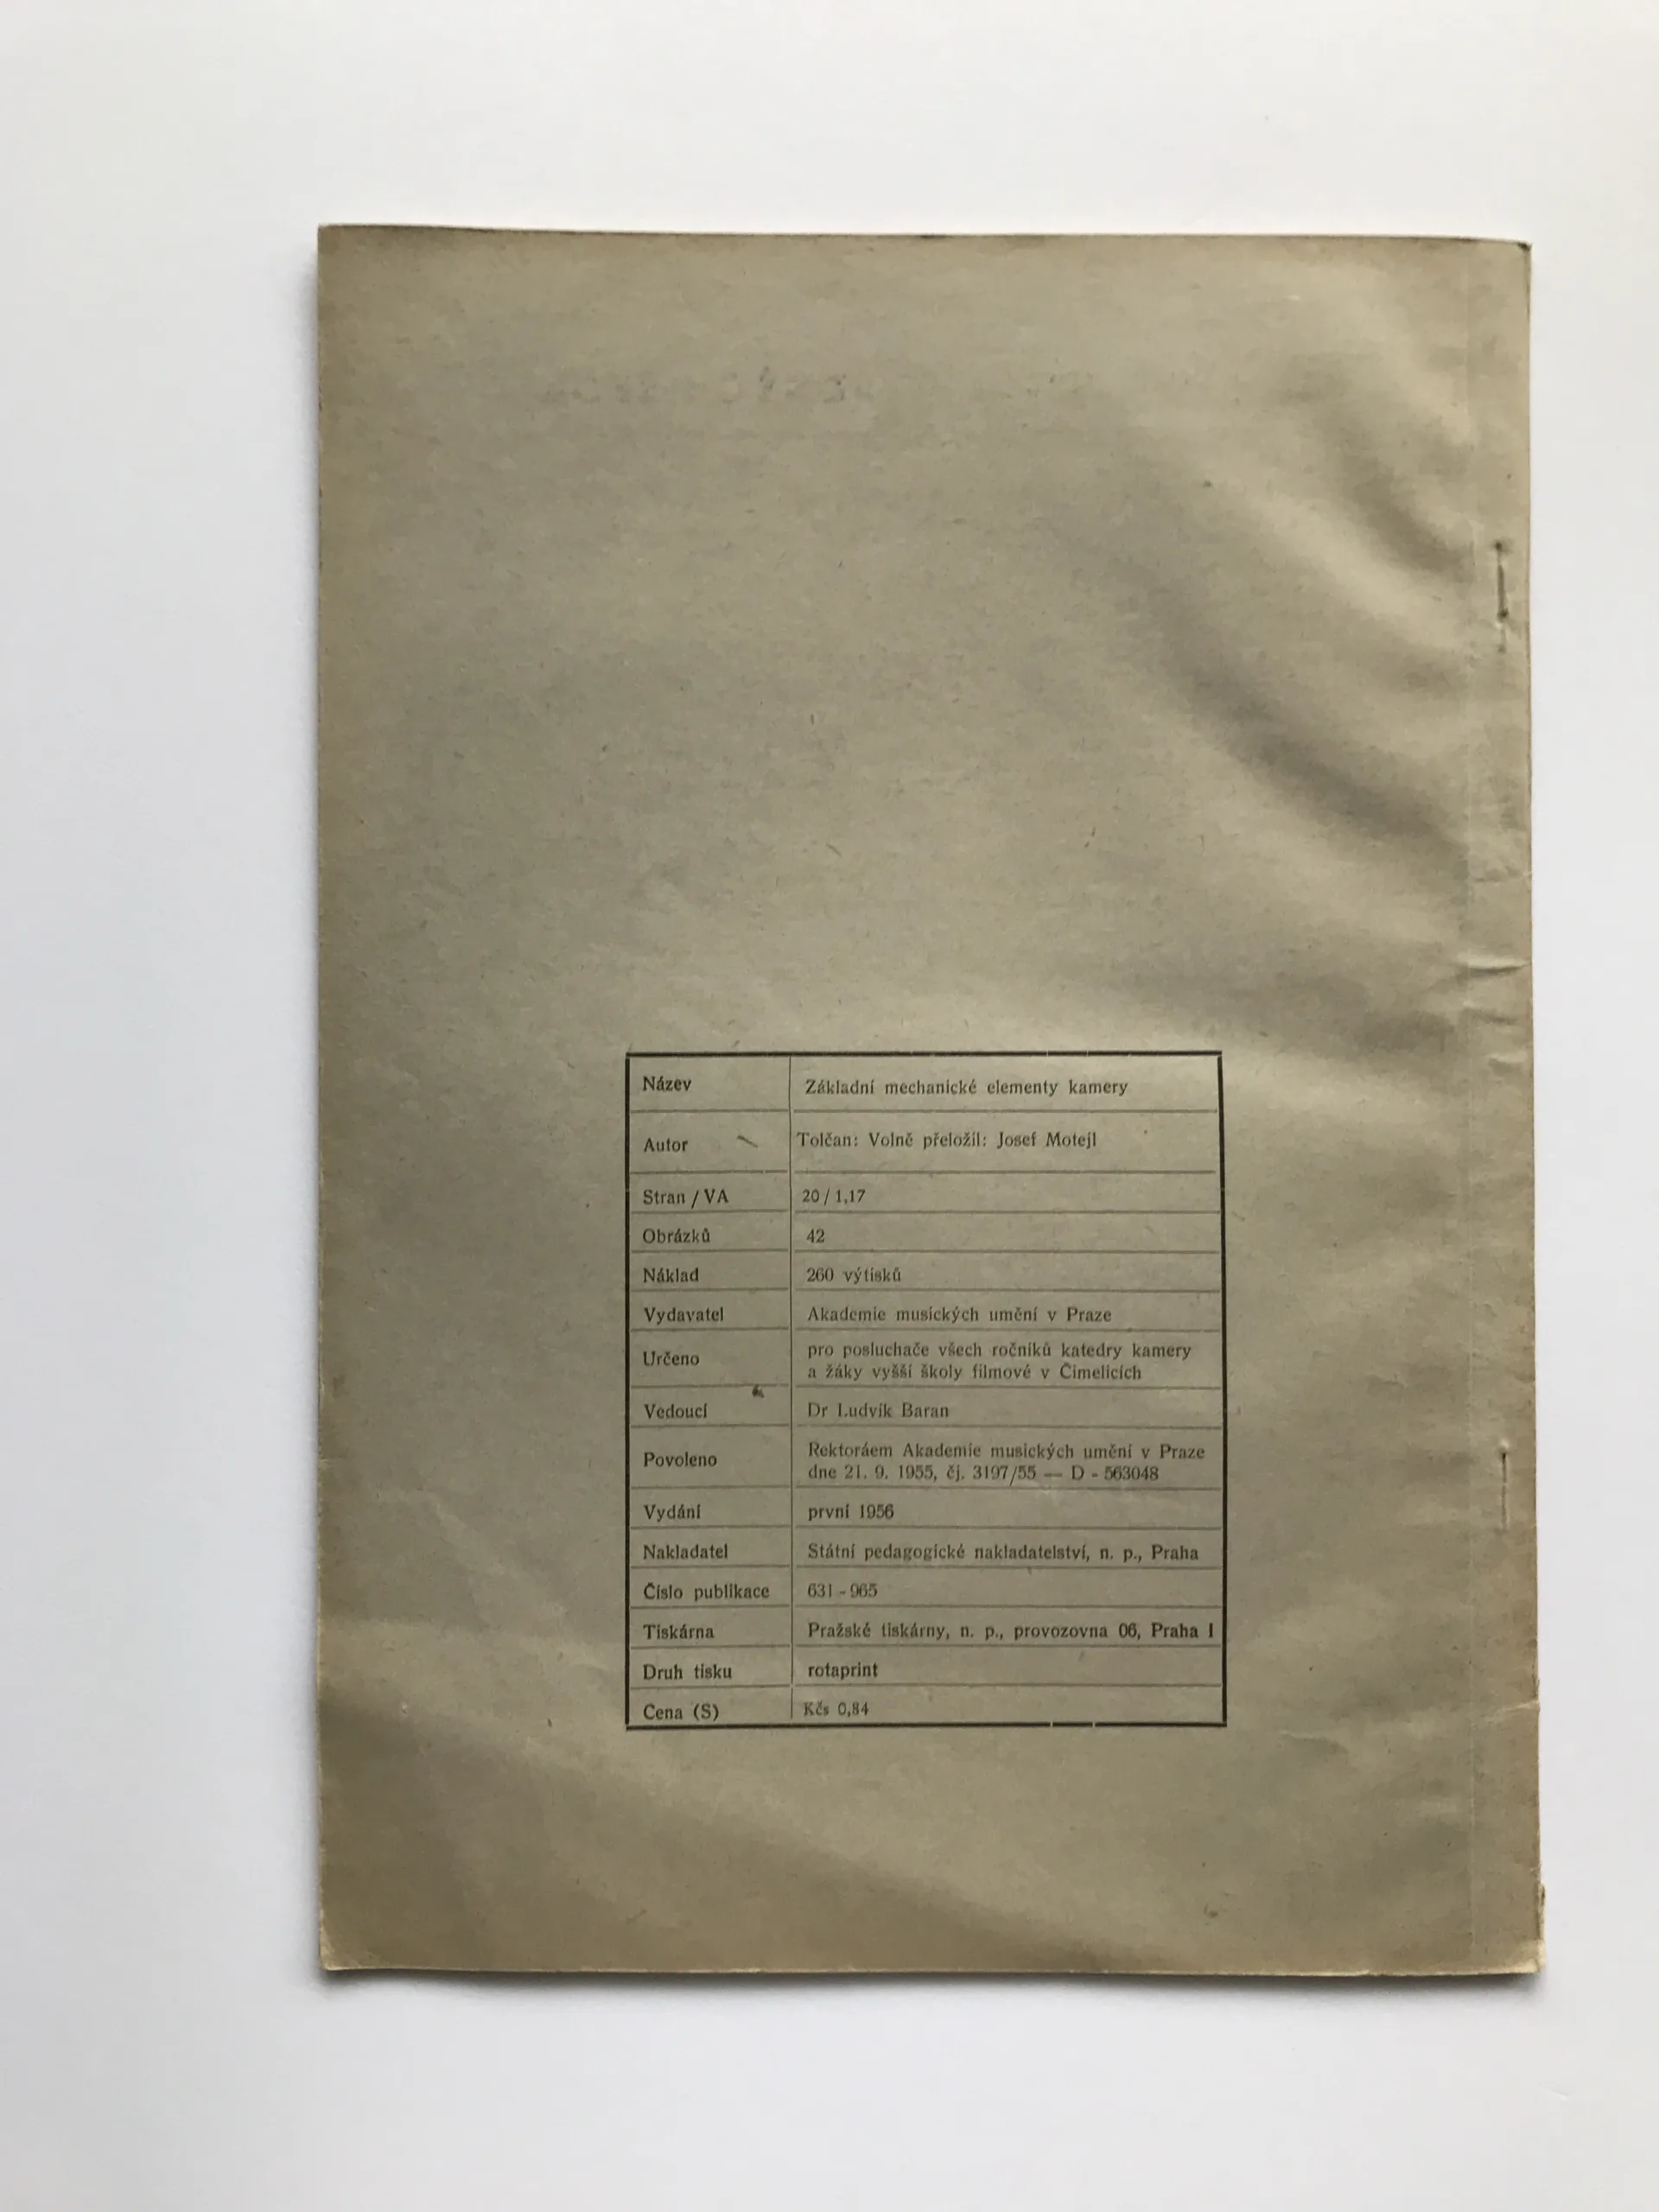 Název Základní mechanické elementy kamery
Autor Tolčan: Volně přeložil: Josef Motejl
Stran / VA 20 / 1,17
Obrázků 42
Náklad 260 výtisků
Vydavatel Akademie musických umění v Praze
Určeno pro posluchače všech ročníků katedry kamery
a žáky vyšší školy filmové v Čimelicích
Vedoucí Dr Ludvík Baran
Povoleno Rektoráem Akademie musických umění v Praze
dne 21. 9. 1955, čj. 3197/55 — D - 563048
Vydání první 1956
Nakladatel Státní pedagogické nakladatelství, n. p., Praha
Číslo publikace 631 - 965
Tiskárna Pražské tiskárny, n. p., provozovna 06, Praha I
Druh tisku rotaprint
Cena (S) Kčs 0,84